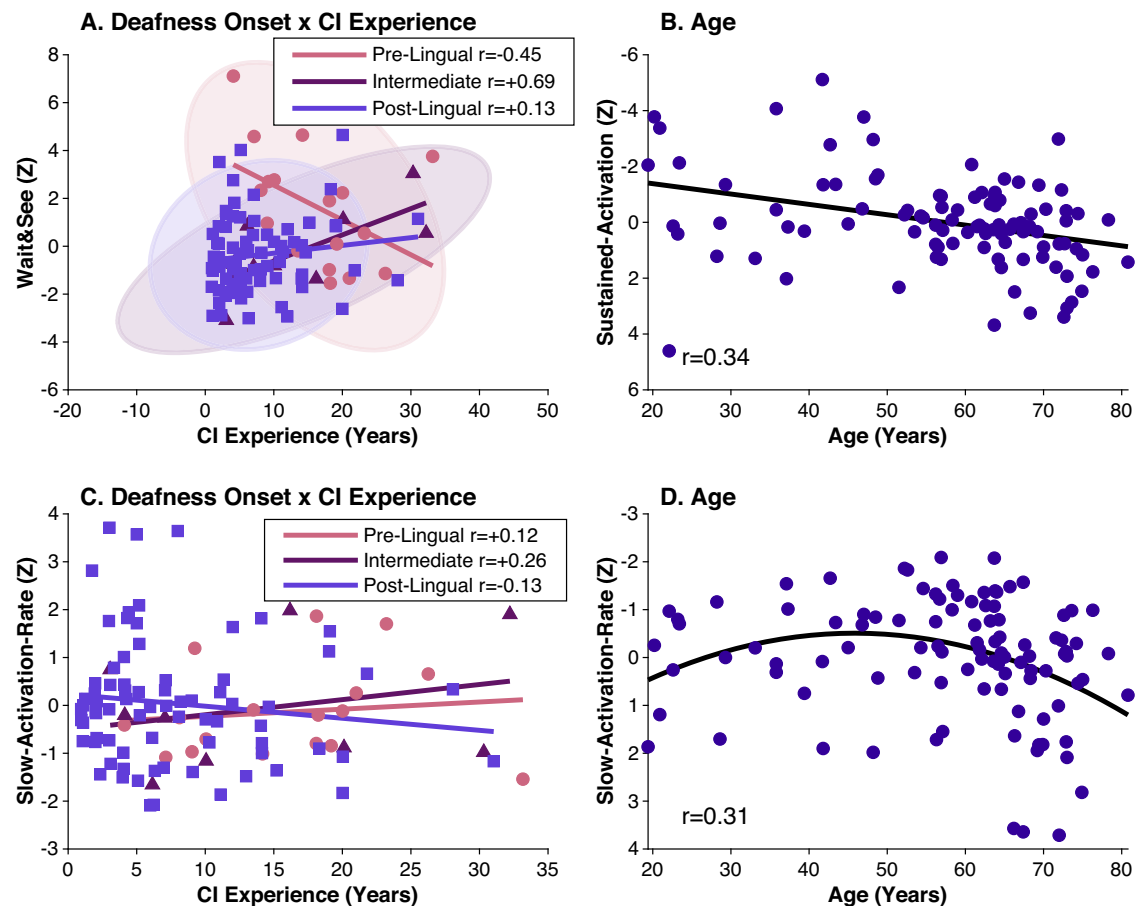 A. Deafness Onset x CI Experience
Pre-Lingual r=-0.45
Intermediate r=+0.69
Post-Lingual r=+0.13
Wait&See (Z)
8
6
4
2
0
-2
-4
-6
-20 -10 0 10 20 30 40 50
CI Experience (Years)
B. Age
Sustained-Activation (Z)
-6
-4
-2
0
2
4
6
r=0.34
20 30 40 50 60 70 80
Age (Years)
C. Deafness Onset x CI Experience
Pre-Lingual r=+0.12
Intermediate r=+0.26
Post-Lingual r=-0.13
Slow-Activation-Rate (Z)
4
3
2
1
0
-1
-2
-3
0 5 10 15 20 25 30 35
CI Experience (Years)
D. Age
Slow-Activation-Rate (Z)
-3
-2
-1
0
1
2
3
4
r=0.31
20 30 40 50 60 70 80
Age (Years)